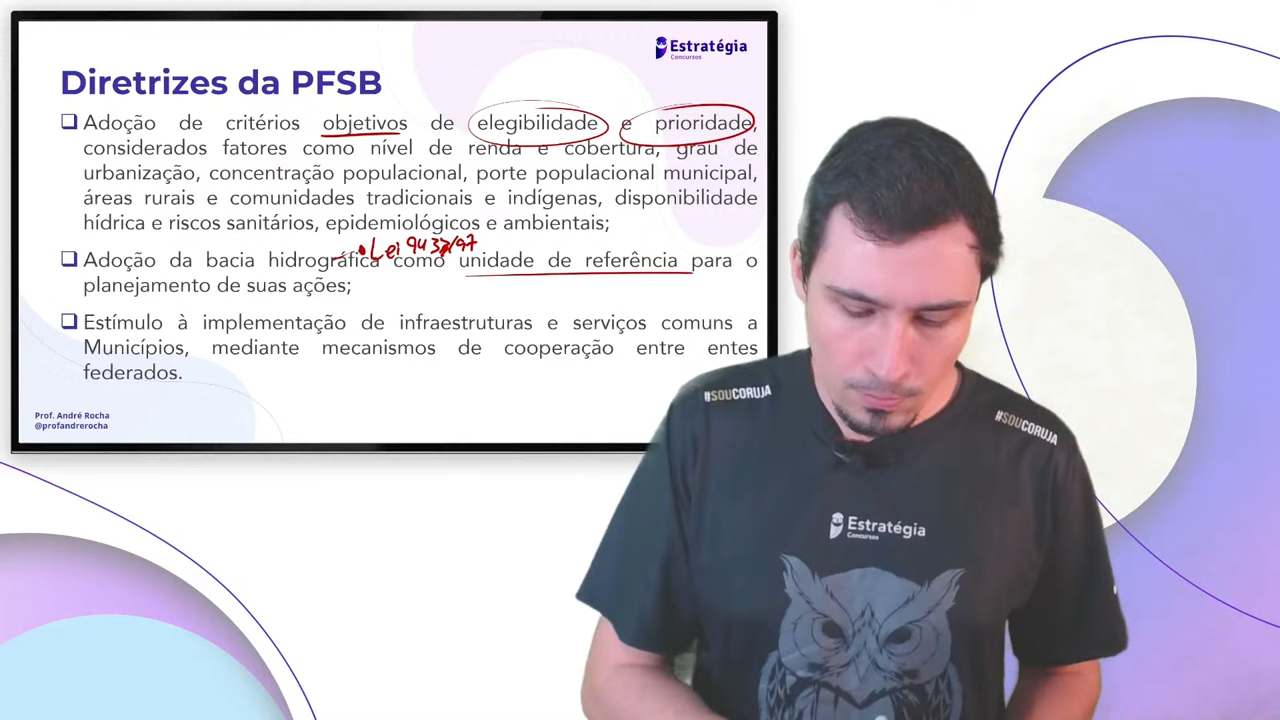 Estratégia
Concursos
Diretrizes da PFSB
Adoção de critérios objetivos de elegibilidade e prioridade,
considerados fatores como nível de renda e cobertura, grau de
urbanização, concentração populacional, porte populacional municipal,
áreas rurais e comunidades tradicionais e indígenas, disponibilidade
hídrica e riscos sanitários, epidemiológicos e ambientais;
Lei 9433/97
Adoção da bacia hidrográfica como unidade de referência para o
planejamento de suas ações;
Estímulo à implementação de infraestruturas e serviços comuns a
Municípios, mediante mecanismos de cooperação entre entes
federados.
Prof. André Rocha
@profandrerocha
#SOUCORUJA
#SOUCORUJA
Estratégia
Concursos